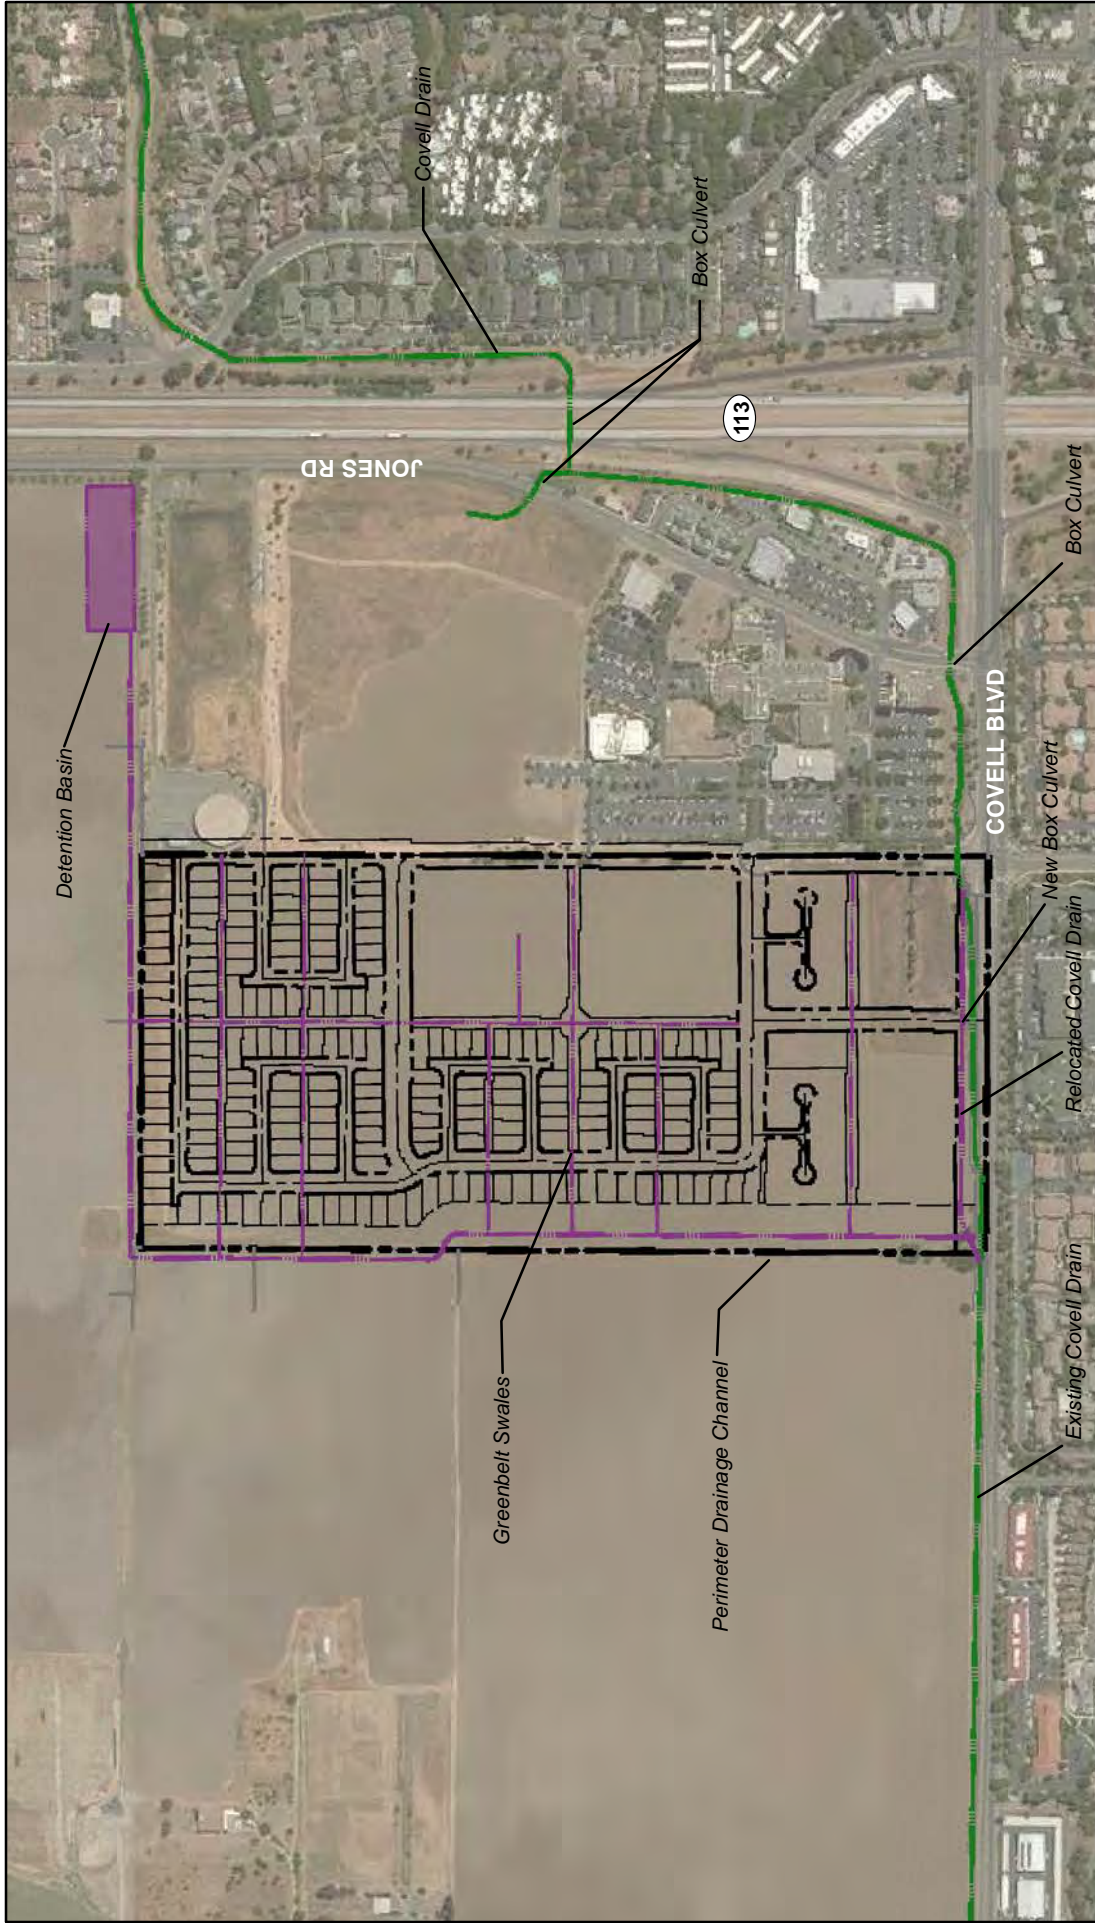 Detention Basin
Covell Drain
Box Culvert
JONES RD
113
Greenbelt Swales
Perimeter Drainage Channel
Box Culvert
COVELL BLVD
New Box Culvert
Relocated Covell Drain
Existing Covell Drain